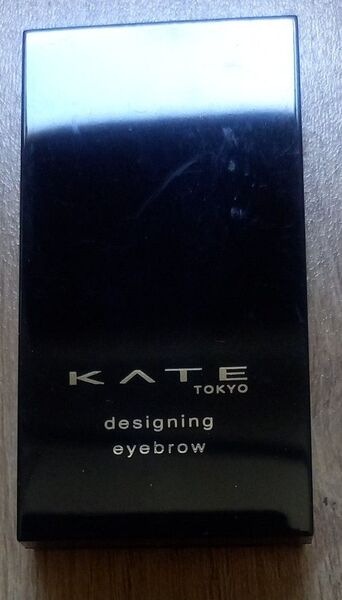 KATE
TOKYO
designing
eyebrow